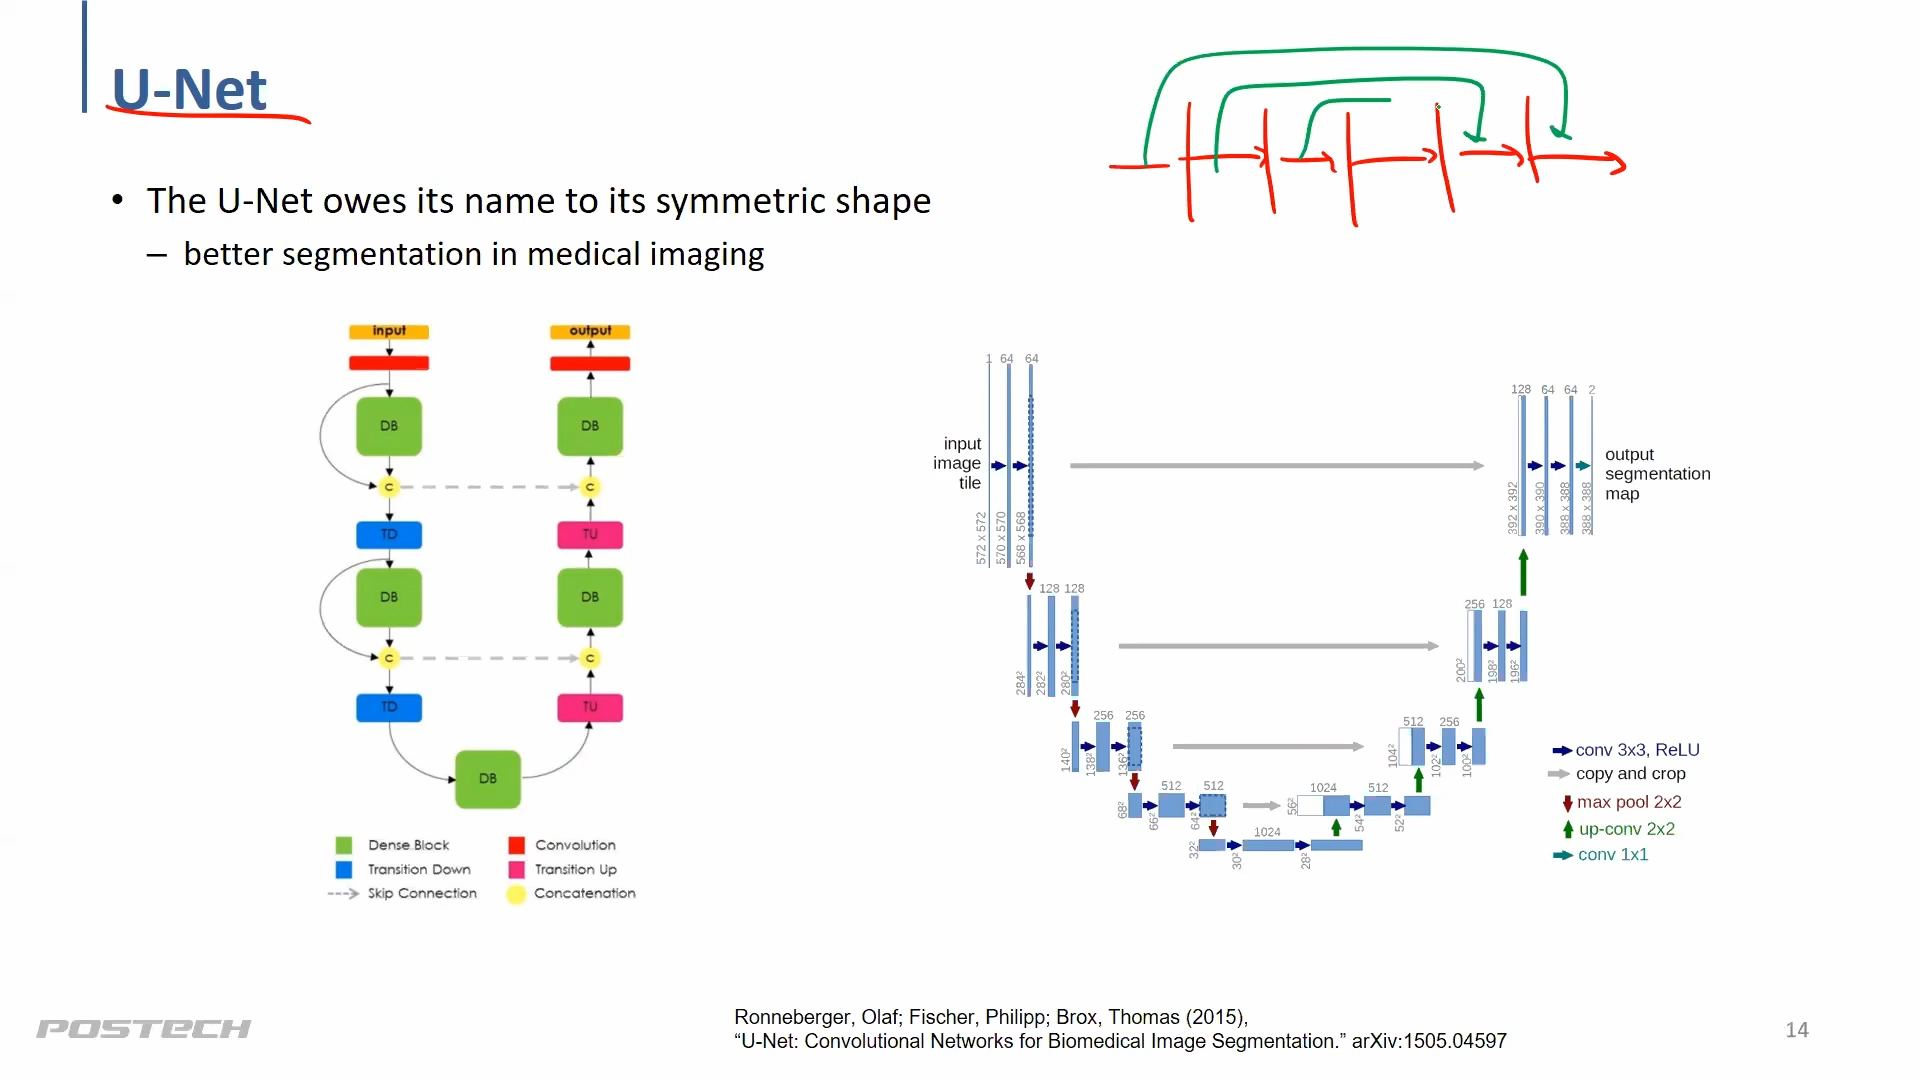 U-Net
• The U-Net owes its name to its symmetric shape
– better segmentation in medical imaging
input
output
DB
DB
C
C
TD
TU
DB
DB
C
C
TD
TU
DB
Dense Block
Convolution
Transition Down
Transition Up
Skip Connection
Concatenation
1 64 64
input
image
tile
572 x 572
570 x 570
568 x 568
128 128
284²
282²
280²
256 256
140²
138²
136²
512 512
68²
66²
64²
1024
32²
30²
28²
1024 512
56²
54²
52²
512 256
104²
102²
100²
256 128
200²
198²
196²
128 64 64 2
392 x 392
390 x 390
388 x 388
388 x 388
output
segmentation
map
conv 3x3, ReLU
copy and crop
max pool 2x2
up-conv 2x2
conv 1x1
Ronneberger, Olaf; Fischer, Philipp; Brox, Thomas (2015),
“U-Net: Convolutional Networks for Biomedical Image Segmentation.” arXiv:1505.04597
POSTECH
14